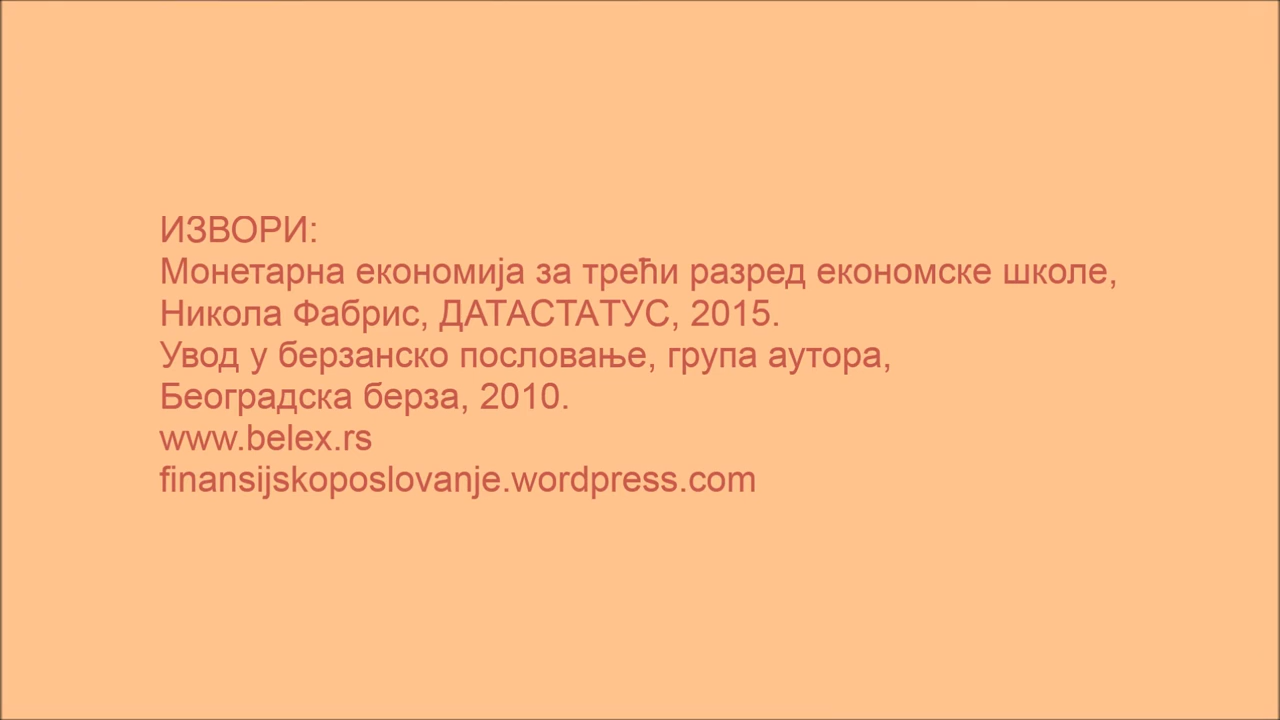 ИЗВОРИ:
Монетарна економија за трећи разред економске школе,
Никола Фабрис, ДАТАСТАТУС, 2015.
Увод у берзанско пословање, група аутора,
Београдска берза, 2010.
www.belex.rs
finansijskoposlovanje.wordpress.com